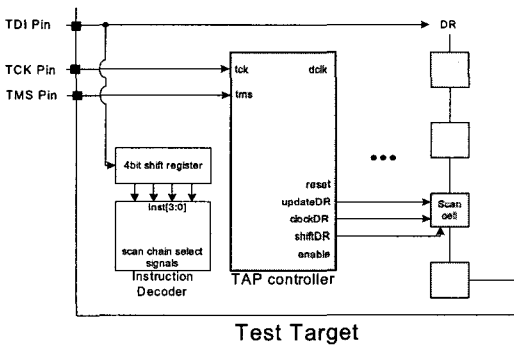 TDI Pin
DR
TCK Pin
tck
dclk
TMS Pin
tms
4bit shift register
Inst[3:0]
scan chain select
signals
Instruction
Decoder
reset
updateDR
clockDR
shiftDR
enable
TAP controller
Scan
cell
Test Target